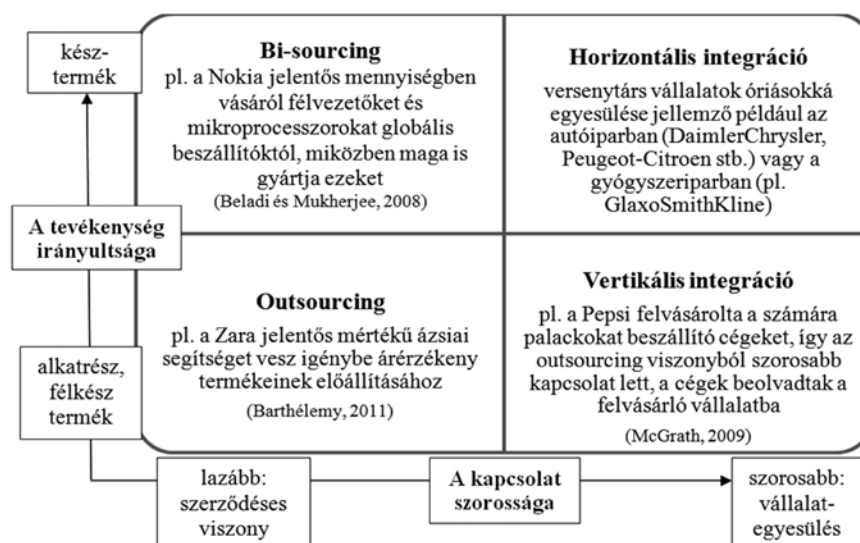 kész-
termék
A tevékenység
irányultsága
alkatrész,
félkész
termék
Bi-sourcing
pl. a Nokia jelentős mennyiségben
vásáról félvezetőket és
mikroprocesszorokat globális
beszállítóktól, miközben maga is
gyártja ezeket
(Beladi és Mukherjee, 2008)
Horizontális integráció
versenytárs vállalatok óriásokká
egyesülése jellemző például az
autóiparban (DaimlerChrysler,
Peugeot-Citroen stb.) vagy a
gyógyszeriparban (pl.
GlaxoSmithKline)
Outsourcing
pl. a Zara jelentős mértékű ázsiai
segítséget vesz igénybe árérzékeny
termékeinek előállításához
(Barthélemy, 2011)
Vertikális integráció
pl. a Pepsi felvásárolta a számára
palackokat beszállító cégeket, így az
outsourcing viszonyból szorosabb
kapcsolat lett, a cégek beolvadtak a
felvásárló vállalatba
(McGrath, 2009)
lazább:
szerződéses
viszony
A kapcsolat
szorossága
szorosabb:
vállalat-
egyesülés